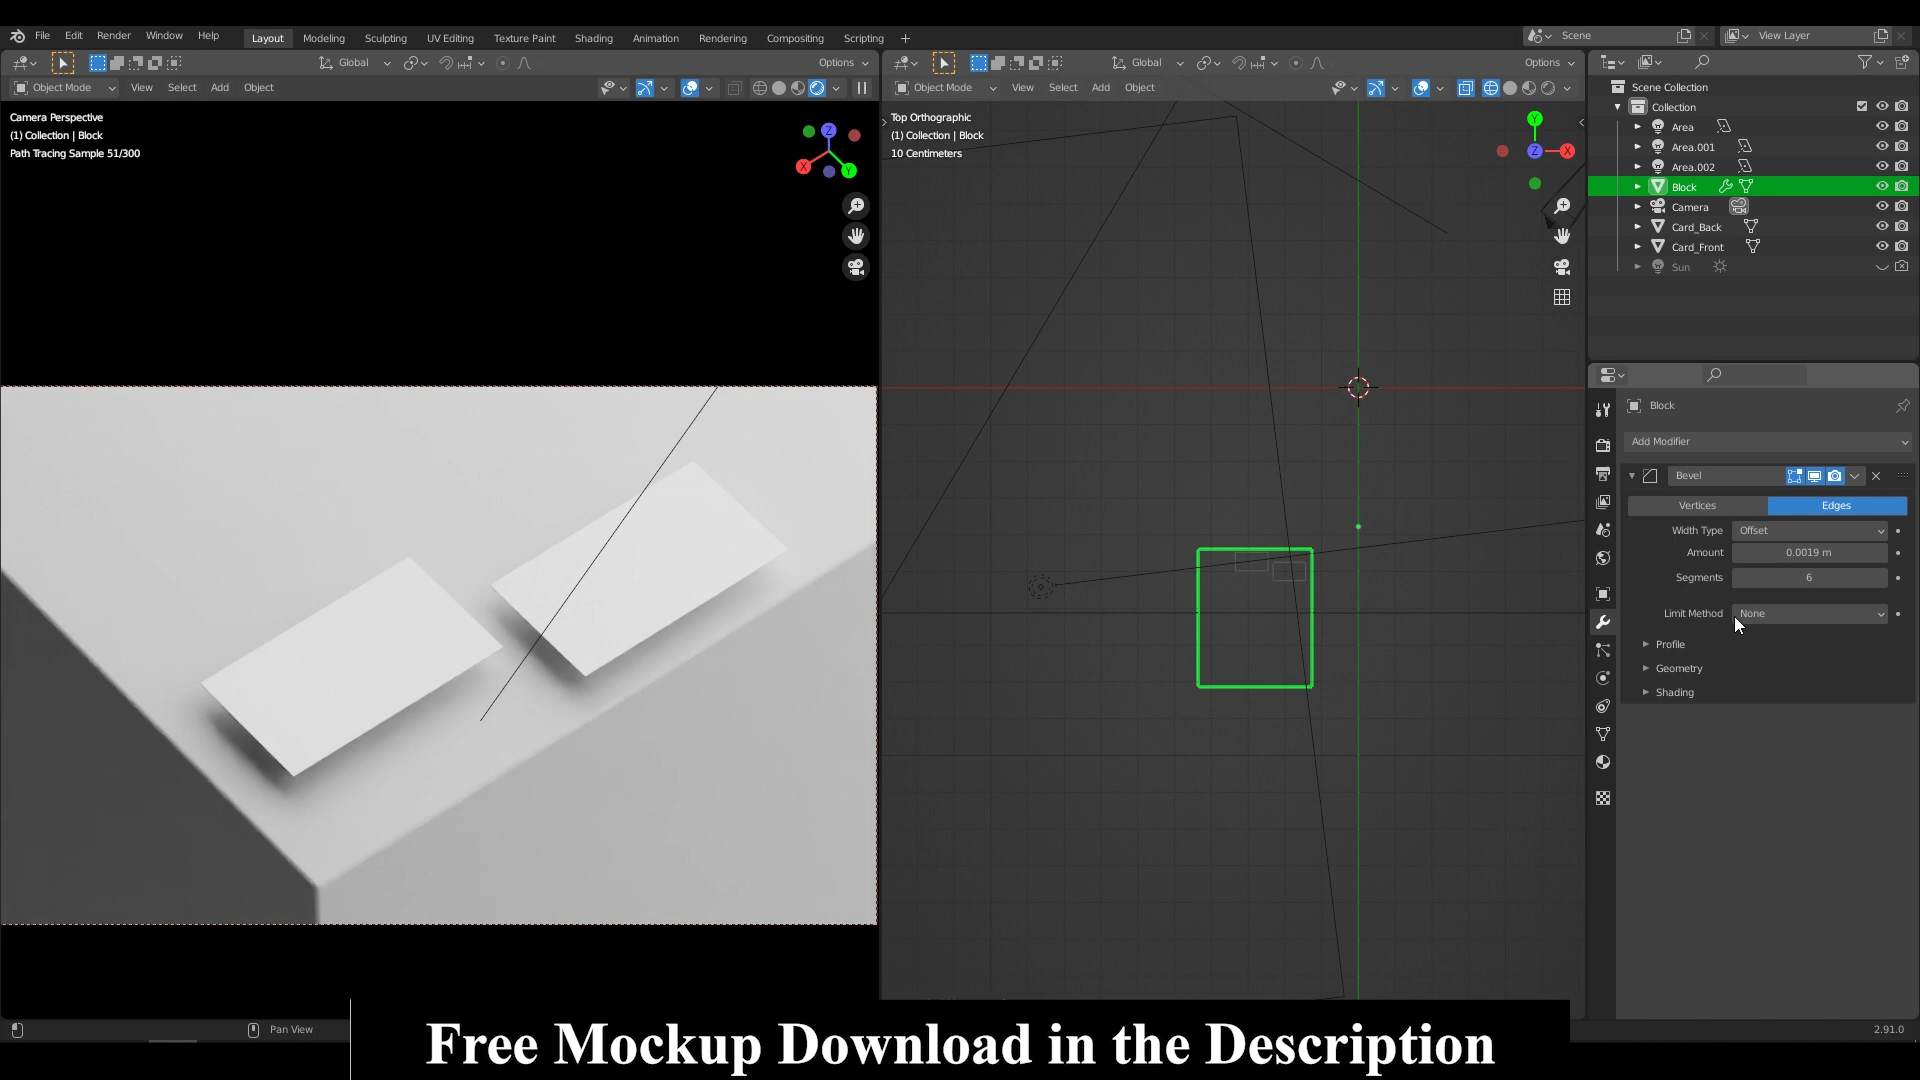 File Edit Render Window Help Layout Modeling Sculpting UV Editing Texture Paint Shading Animation Rendering Compositing Scripting + Scene View Layer
Global Options
Object Mode View Select Add Object
Camera Perspective
(1) Collection | Block
Path Tracing Sample 51/300
Z
X
Y
Global Options
Object Mode View Select Add Object
Top Orthographic
(1) Collection | Block
10 Centimeters
Y
Z
X
Scene Collection
Collection
Area
Area.001
Area.002
Block
Camera
Card_Back
Card_Front
Sun
Block
Add Modifier
Bevel
Vertices Edges
Width Type Offset
Amount 0.0019 m
Segments 6
Limit Method None
Profile
Geometry
Shading
Pan View
2.91.0
Free Mockup Download in the Description